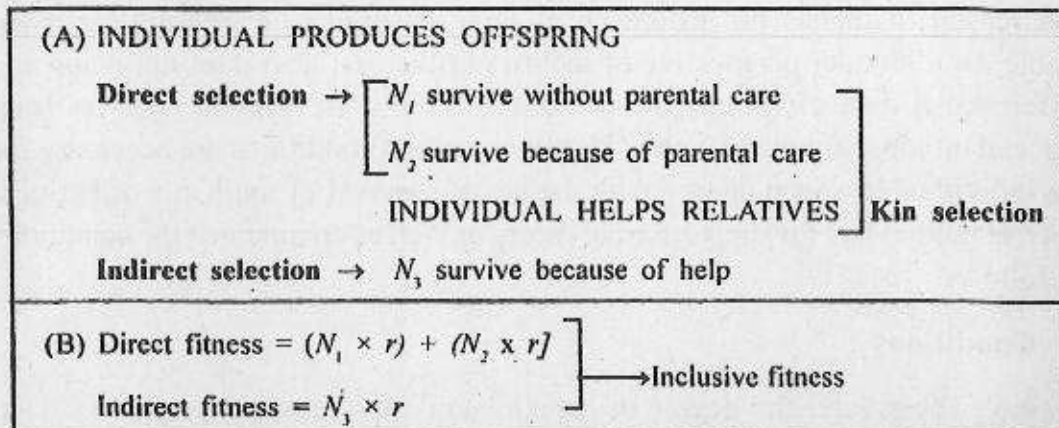 (A) INDIVIDUAL PRODUCES OFFSPRING
Direct selection → N₁ survive without parental care
N₂ survive because of parental care
INDIVIDUAL HELPS RELATIVES Kin selection
Indirect selection → N₃ survive because of help
(B) Direct fitness = (N₁ × r) + (N₂ x r]
→Inclusive fitness
Indirect fitness = N₃ × r